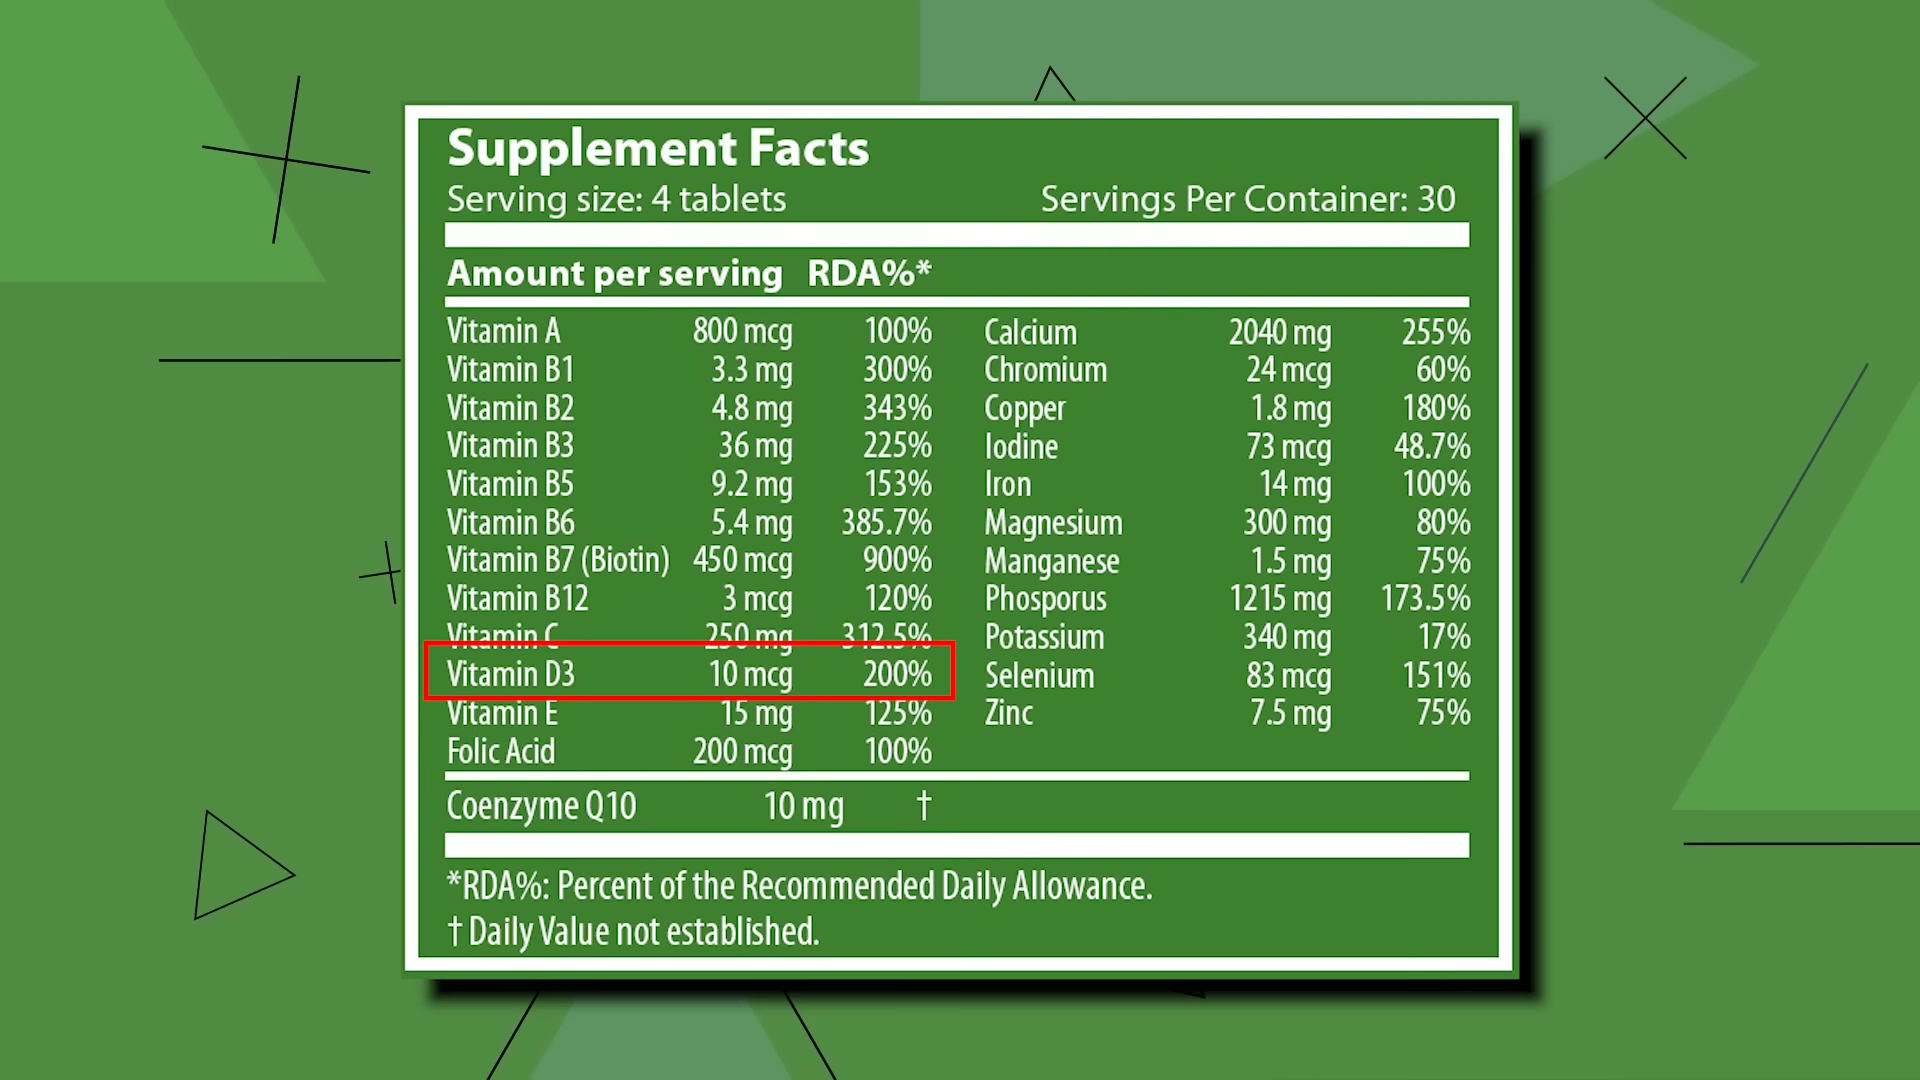 Supplement Facts
Serving size: 4 tablets Servings Per Container: 30
Amount per serving RDA%*
Vitamin A 800 mcg 100% Calcium 2040 mg 255%
Vitamin B1 3.3 mg 300% Chromium 24 mcg 60%
Vitamin B2 4.8 mg 343% Copper 1.8 mg 180%
Vitamin B3 36 mg 225% Iodine 73 mcg 48.7%
Vitamin B5 9.2 mg 153% Iron 14 mg 100%
Vitamin B6 5.4 mg 385.7% Magnesium 300 mg 80%
Vitamin B7 (Biotin) 450 mcg 900% Manganese 1.5 mg 75%
Vitamin B12 3 mcg 120% Phosporus 1215 mg 173.5%
Vitamin C 250 mg 312.5% Potassium 340 mg 17%
Vitamin D3 10 mcg 200% Selenium 83 mcg 151%
Vitamin E 15 mg 125% Zinc 7.5 mg 75%
Folic Acid 200 mcg 100%
Coenzyme Q10 10 mg †
*RDA%: Percent of the Recommended Daily Allowance.
† Daily Value not established.